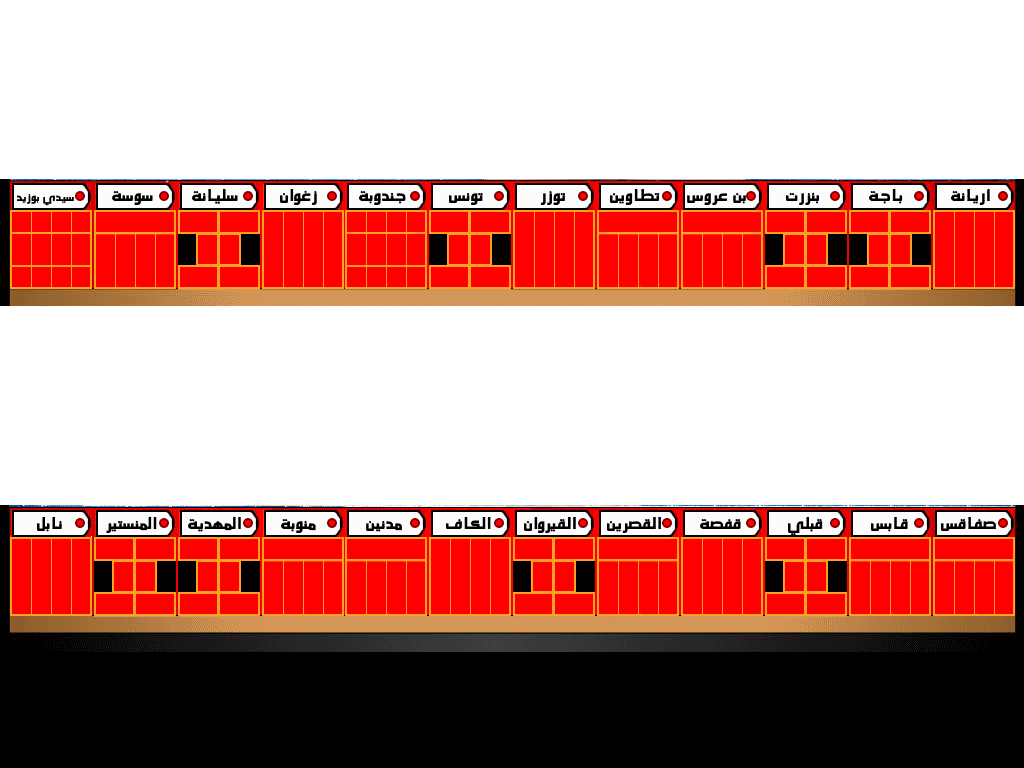 أريانة
باجة
بنزرت
بن عروس
تطاوين
توزر
تونس
جندوبة
زغوان
سليانة
سوسة
سيدي بوزيد
صفاقس
قابس
قبلي
قفصة
القصرين
القيروان
الكاف
مدنين
منوبة
المهدية
المنستير
نابل